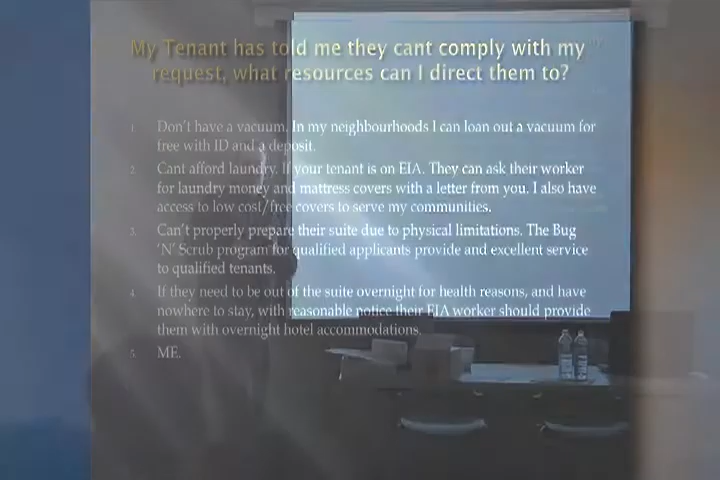 My Tenant has told me they cant comply with my
request, what resources can I direct them to?
1. Don't have a vacuum. In my neighbourhoods I can loan out a vacuum for
free with ID and a deposit.
2. Cant afford laundry. If your tenant is on EIA. They can ask their worker
for laundry money and mattress covers with a letter from you. I also have
access to low cost/free covers to serve my communities.
3. Can't properly prepare their suite due to physical limitations. The Bug
'N' Scrub program for qualified applicants provide and excellent service
to qualified tenants.
4. If they need to be out of the suite overnight for health reasons, and have
nowhere to stay, with reasonable notice their EIA worker should provide
them with overnight hotel accommodations.
5. ME.